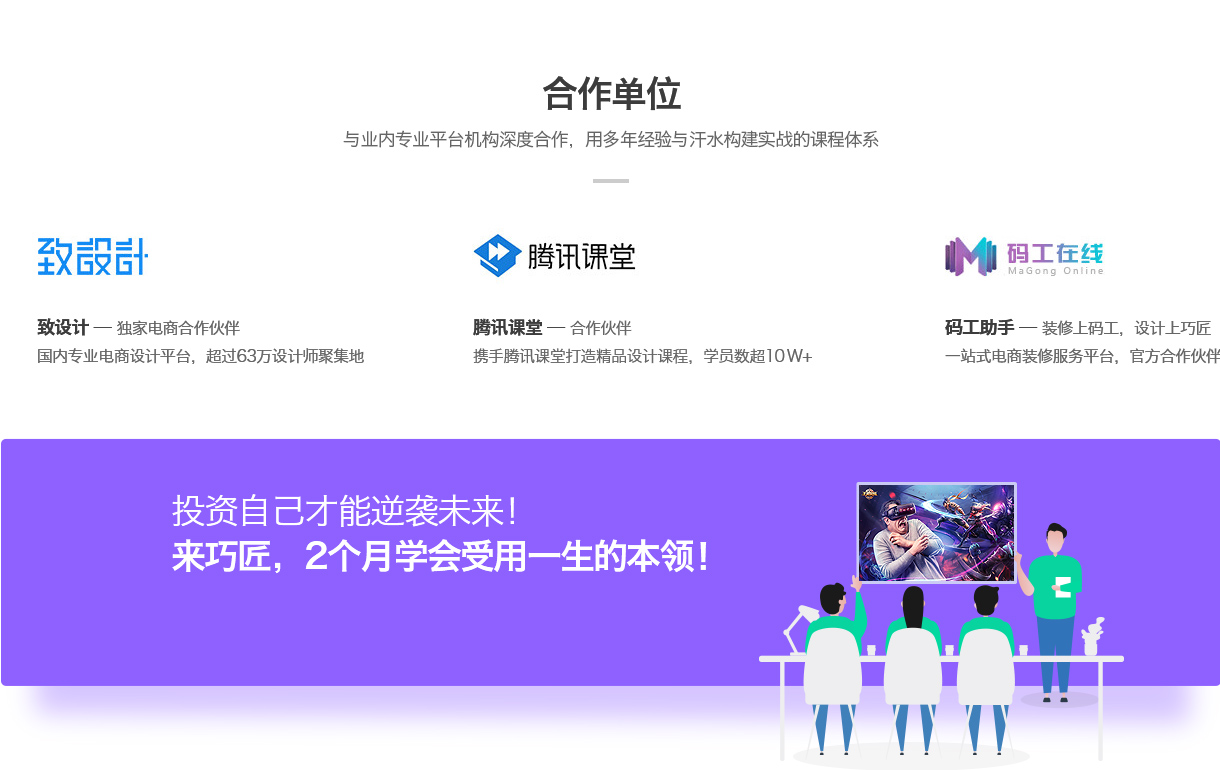 合作单位
与业内专业平台机构深度合作，用多年经验与汗水构建实战的课程体系
致設計
腾讯课堂
码工在线
MaGong Online
致设计 — 独家电商合作伙伴
国内专业电商设计平台，超过63万设计师聚集地
腾讯课堂 — 合作伙伴
携手腾讯课堂打造精品设计课程，学员数超10W+
码工助手 — 装修上码工，设计上巧匠
一站式电商装修服务平台，官方合作伙伴
投资自己才能逆袭未来！
来巧匠，2个月学会受用一生的本领！